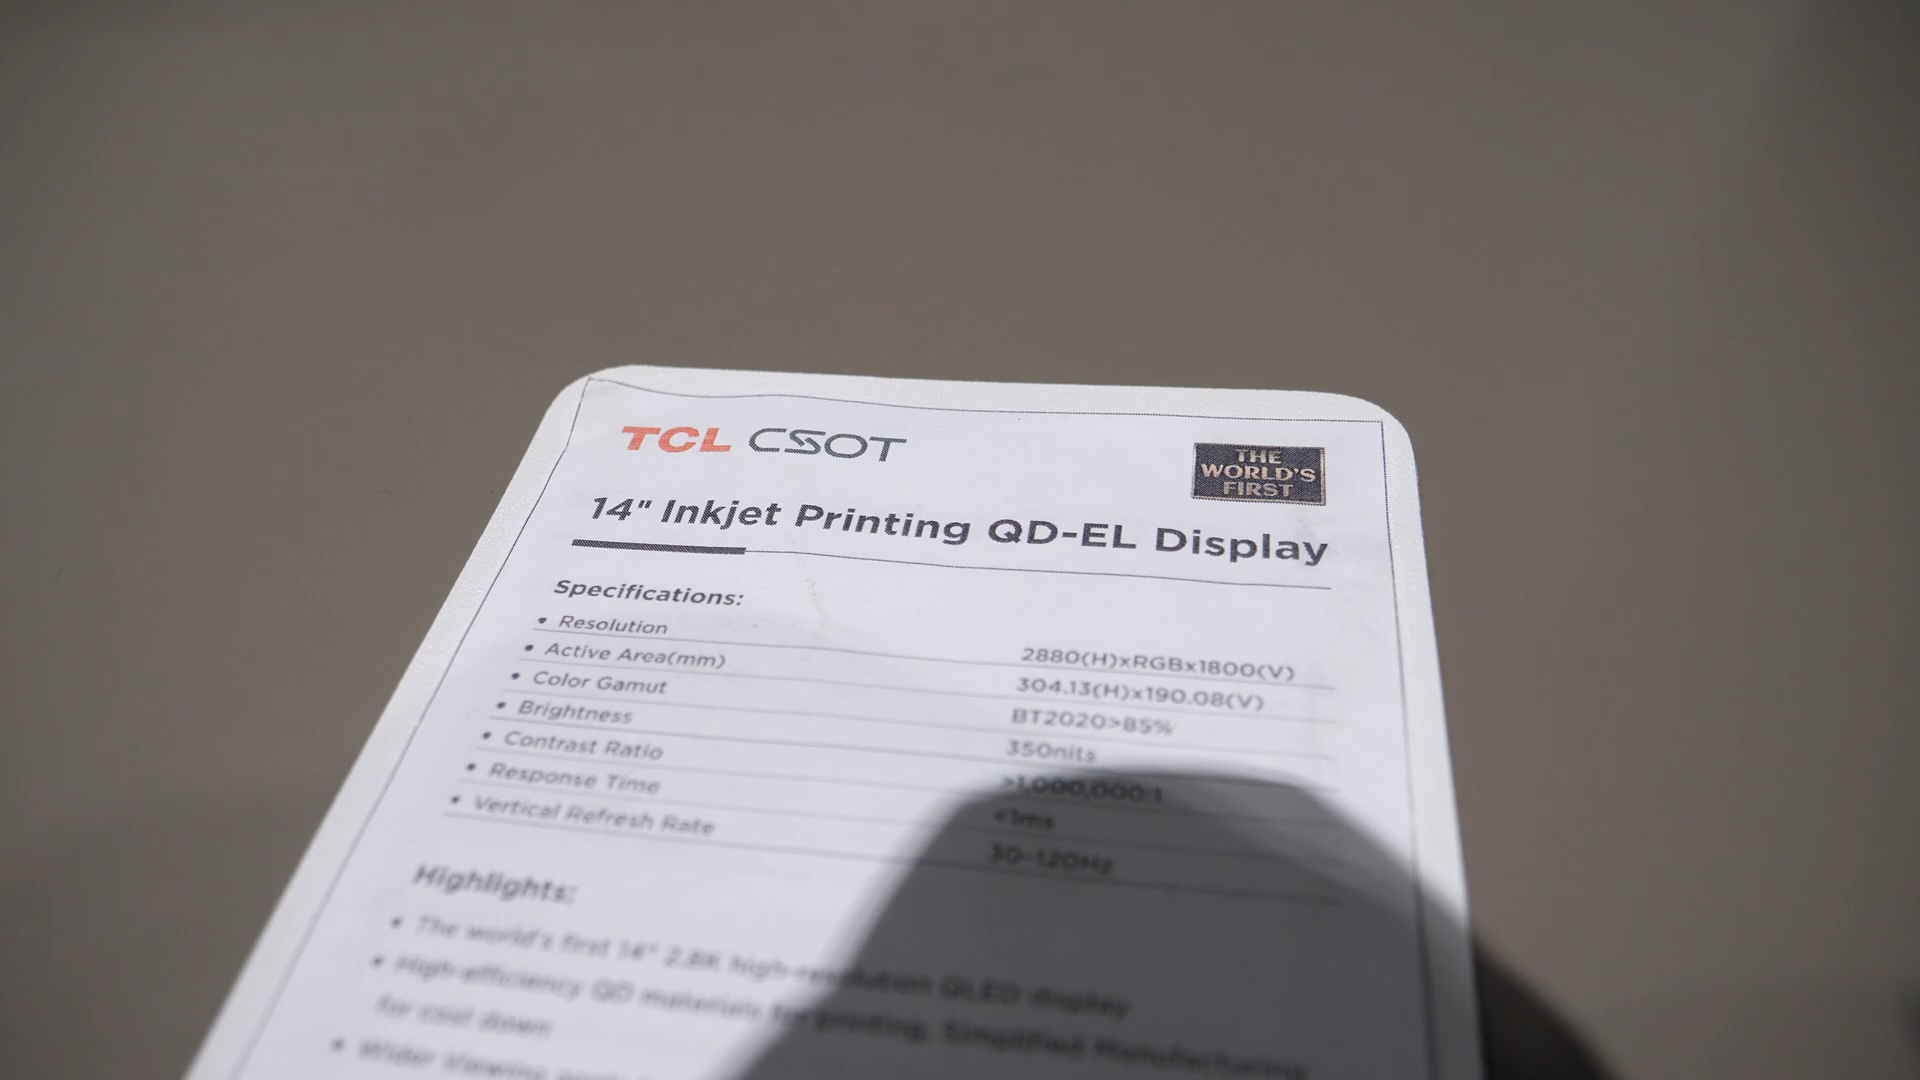 TCL CSOT
THE
WORLD'S
FIRST
14" Inkjet Printing QD-EL Display
Specifications:
• Resolution 2880(H)xRGBx1800(V)
• Active Area(mm) 304.13(H)x190.08(V)
• Color Gamut BT2020>85%
• Brightness 350nits
• Contrast Ratio >1,000,000:1
• Response Time <1ms
• Vertical Refresh Rate 30-120Hz
Highlights:
• The world's first 14" 2.8K high-resolution QLED display
• High-efficiency QD materials for printing, Simplified Manufacturing
for cost down
• Wider Viewing